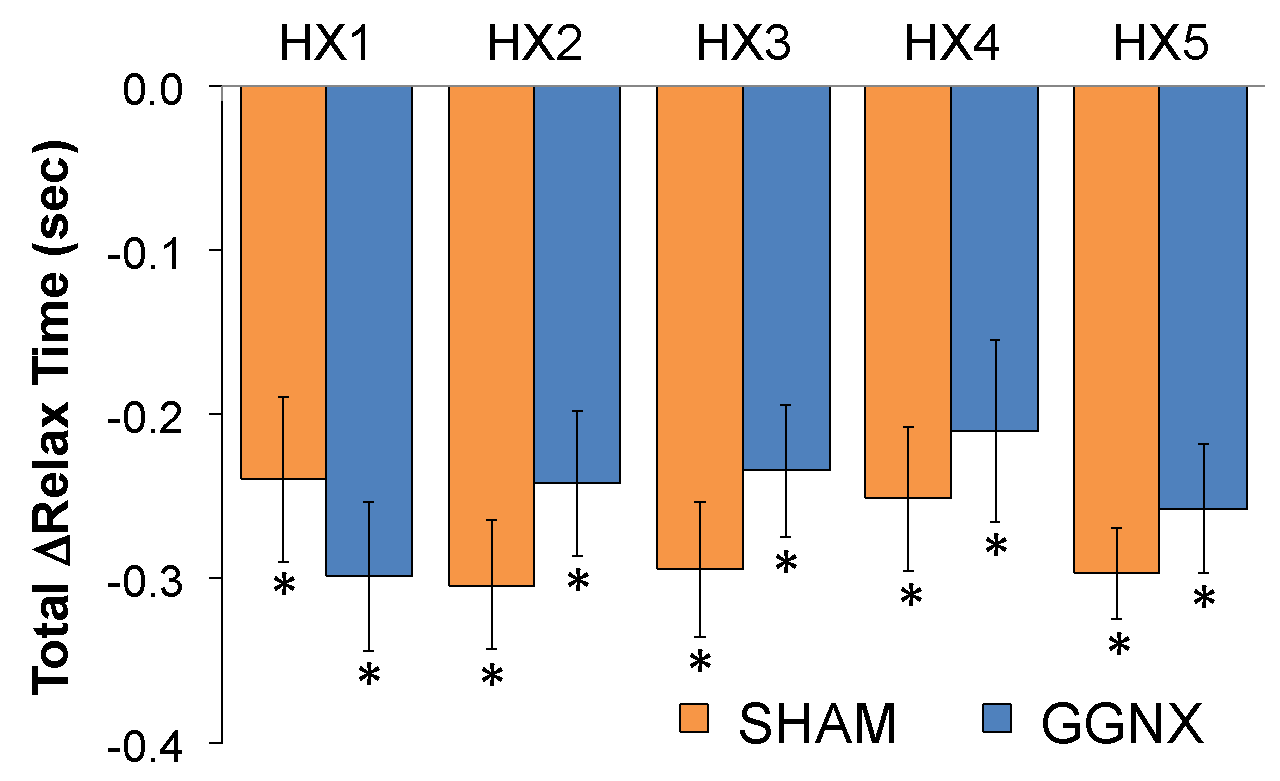 HX1 HX2 HX3 HX4 HX5
Total ΔRelax Time (sec)
0.0
-0.1
-0.2
-0.3
-0.4
* * * * * * * * * *
SHAM GGNX